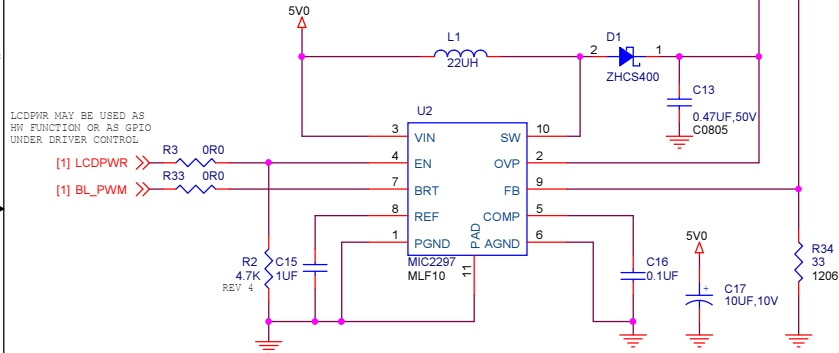 5V0
L1
22UH
D1
2
1
ZHCS400
C13
0.47UF,50V
C0805
LCDPWR MAY BE USED AS
HW FUNCTION OR AS GPIO
UNDER DRIVER CONTROL
U2
R3 0R0
[1] LCDPWR
R33 0R0
[1] BL_PWM
3 VIN SW 10
4 EN OVP 2
7 BRT FB 9
8 REF COMP 5
1 PGND PAD AGND 6
11
MIC2297
MLF10
R2
4.7K
REV 4
C15
1UF
C16
0.1UF
5V0
+
C17
10UF,10V
R34
33
1206